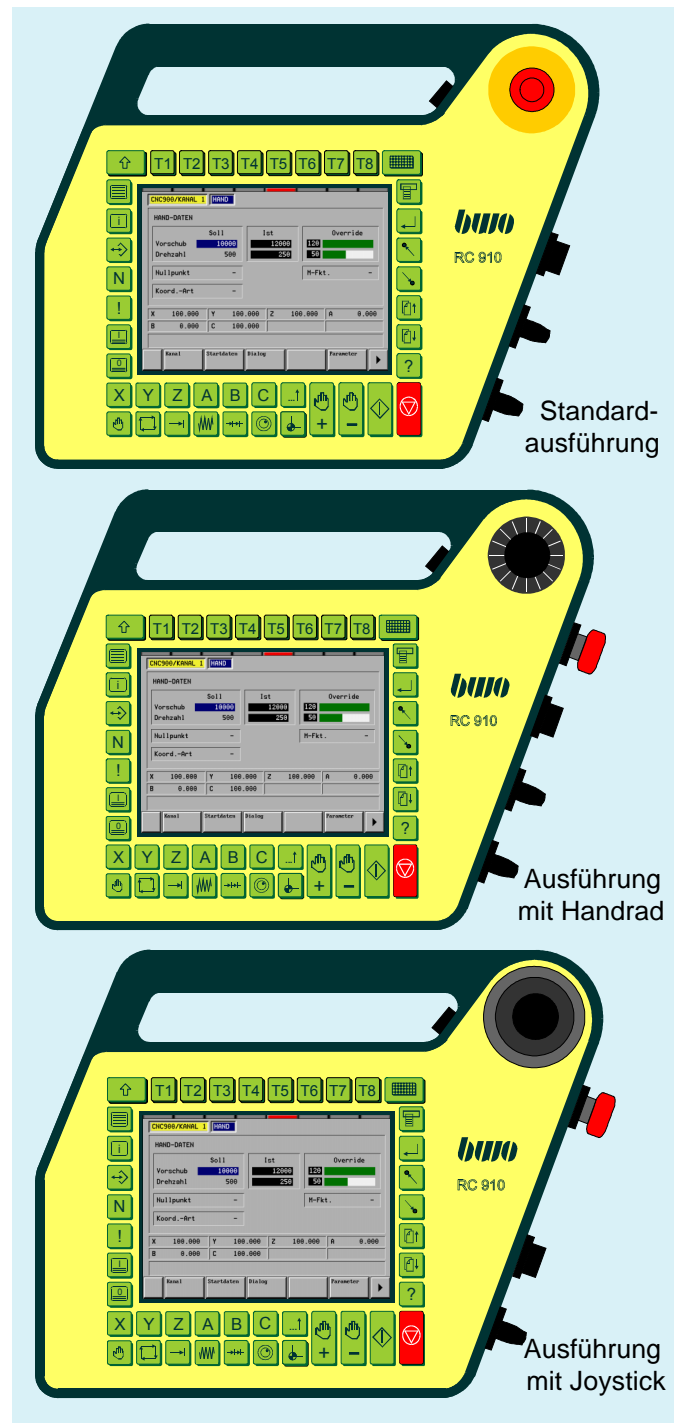 T1 T2 T3 T4 T5 T6 T7 T8
CNC900/KANAL 1 HAND
HAND-DATEN
Soll Ist Override
Vorschub 10000 12000 120
Drehzahl 500 250 50
Nullpunkt - M-Fkt. -
Koord.-Art -
X 100.000 Y 100.000 Z 100.000 A 0.000
B 0.000 C 100.000
Kanal Startdaten Dialog Parameter
i
N
!
I
0
?
X Y Z A B C ...
+ -
bwo
RC 910
Standard-
ausführung
T1 T2 T3 T4 T5 T6 T7 T8
CNC900/KANAL 1 HAND
HAND-DATEN
Soll Ist Override
Vorschub 10000 12000 120
Drehzahl 500 250 50
Nullpunkt - M-Fkt. -
Koord.-Art -
X 100.000 Y 100.000 Z 100.000 A 0.000
B 0.000 C 100.000
Kanal Startdaten Dialog Parameter
i
N
!
I
0
?
X Y Z A B C ...
+ -
bwo
RC 910
Ausführung
mit Handrad
T1 T2 T3 T4 T5 T6 T7 T8
CNC900/KANAL 1 HAND
HAND-DATEN
Soll Ist Override
Vorschub 10000 12000 120
Drehzahl 500 250 50
Nullpunkt - M-Fkt. -
Koord.-Art -
X 100.000 Y 100.000 Z 100.000 A 0.000
B 0.000 C 100.000
Kanal Startdaten Dialog Parameter
i
N
!
I
0
?
X Y Z A B C ...
+ -
bwo
RC 910
Ausführung
mit Joystick